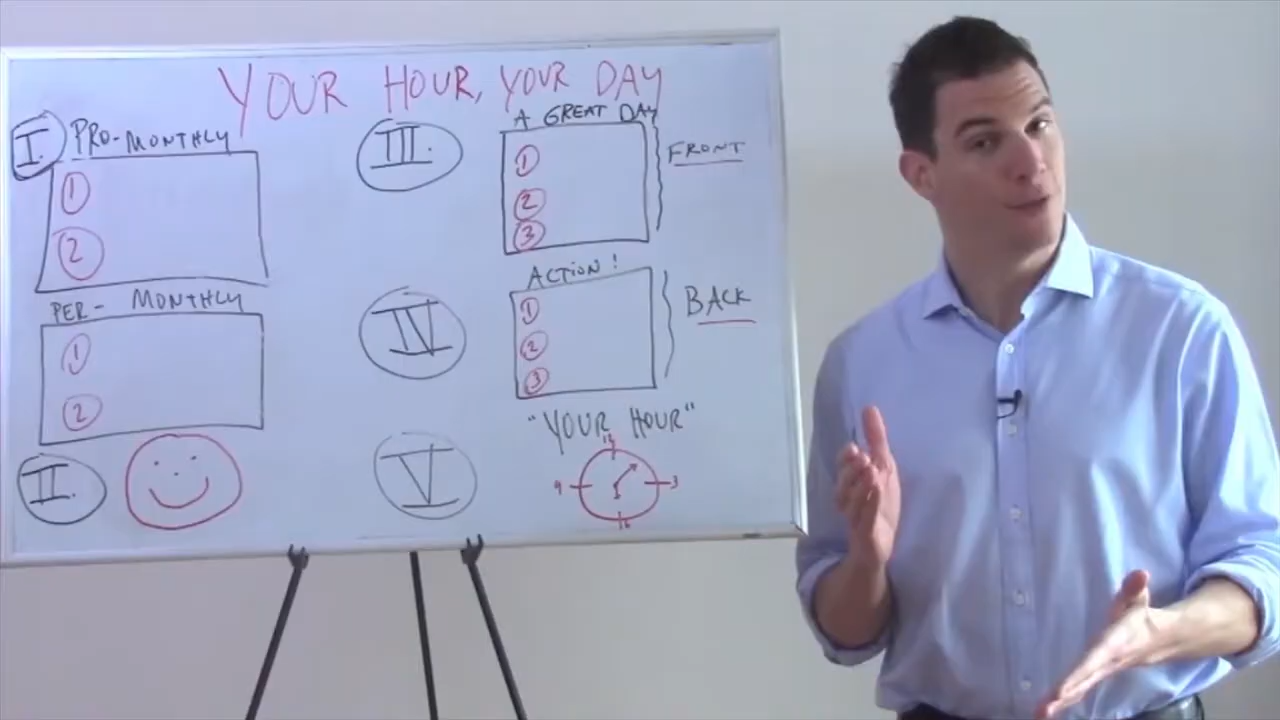 YOUR HOUR, YOUR DAY
I. PRO-MONTHLY
1
2
PER- MONTHLY
1
2
II.
III.
A GREAT DAY
1
2
3
FRONT
IV
ACTION!
1
2
3
BACK
V
"YOUR HOUR"
12
9
3